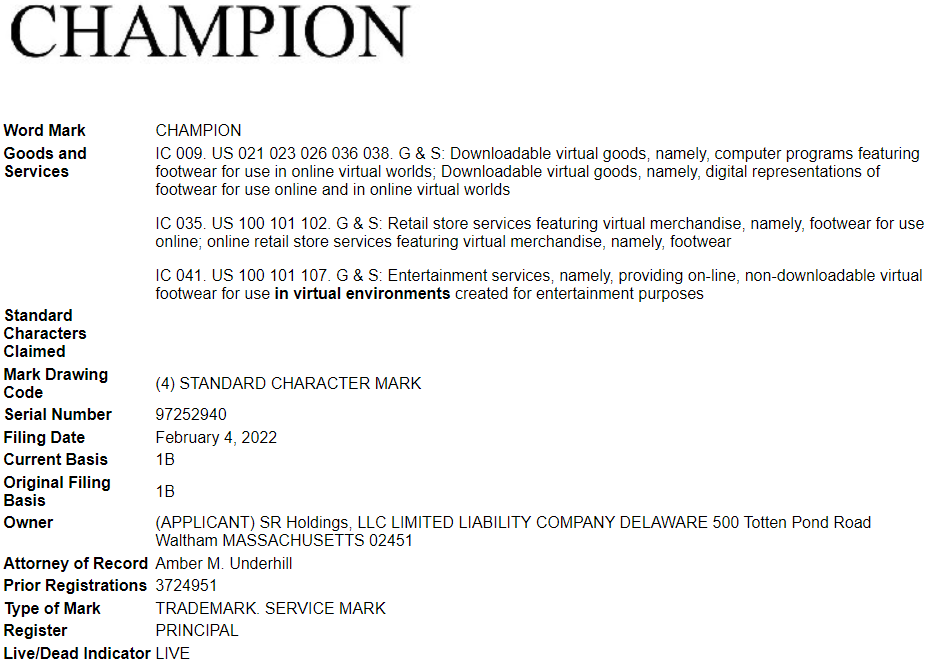 CHAMPION
Word Mark CHAMPION
Goods and Services IC 009. US 021 023 026 036 038. G & S: Downloadable virtual goods, namely, computer programs featuring
footwear for use in online virtual worlds; Downloadable virtual goods, namely, digital representations of
footwear for use online and in online virtual worlds
IC 035. US 100 101 102. G & S: Retail store services featuring virtual merchandise, namely, footwear for use
online; online retail store services featuring virtual merchandise, namely, footwear
IC 041. US 100 101 107. G & S: Entertainment services, namely, providing on-line, non-downloadable virtual
footwear for use in virtual environments created for entertainment purposes
Standard
Characters
Claimed
Mark Drawing
Code (4) STANDARD CHARACTER MARK
Serial Number 97252940
Filing Date February 4, 2022
Current Basis 1B
Original Filing
Basis 1B
Owner (APPLICANT) SR Holdings, LLC LIMITED LIABILITY COMPANY DELAWARE 500 Totten Pond Road
Waltham MASSACHUSETTS 02451
Attorney of Record Amber M. Underhill
Prior Registrations 3724951
Type of Mark TRADEMARK. SERVICE MARK
Register PRINCIPAL
Live/Dead Indicator LIVE